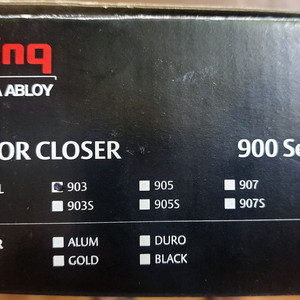 ABLOY
OR CLOSER 900 Se
903 905 907
903S 905S 907S
ALUM DURO
GOLD BLACK